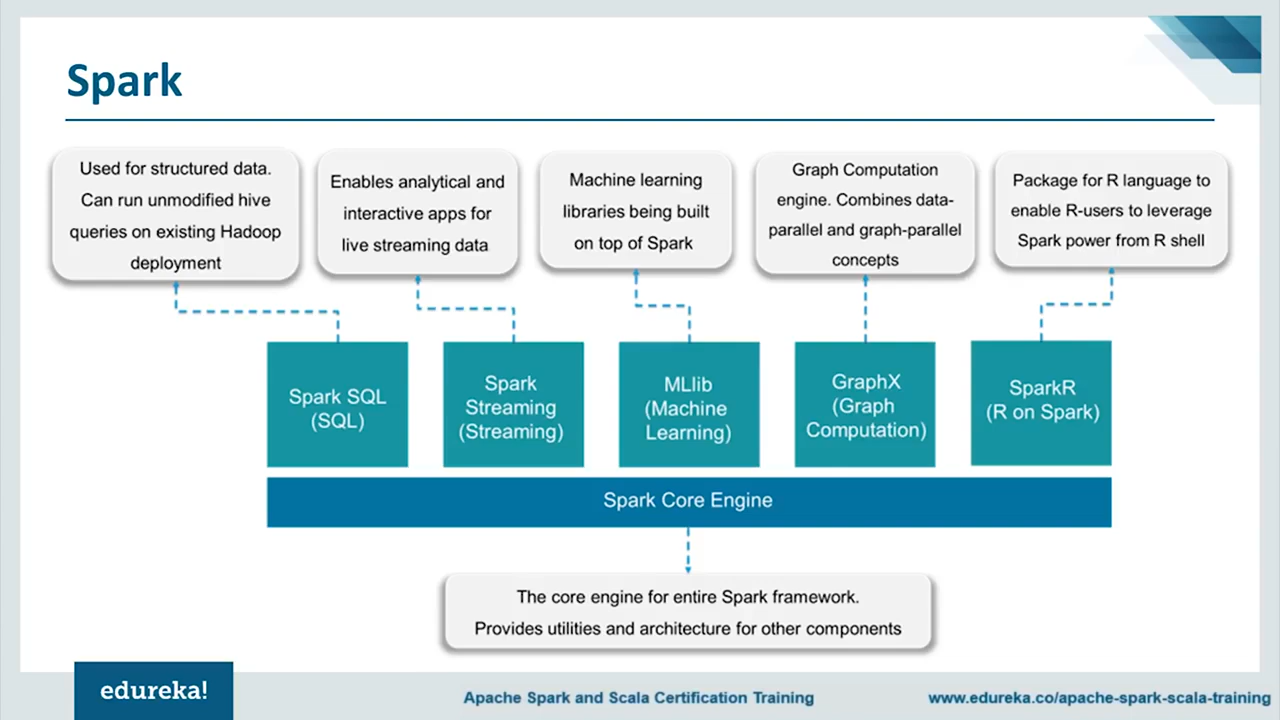 Spark
Used for structured data.
Can run unmodified hive
queries on existing Hadoop
deployment
Enables analytical and
interactive apps for
live streaming data
Machine learning
libraries being built
on top of Spark
Graph Computation
engine. Combines data-
parallel and graph-parallel
concepts
Package for R language to
enable R-users to leverage
Spark power from R shell
Spark SQL
(SQL)
Spark
Streaming
(Streaming)
MLlib
(Machine
Learning)
GraphX
(Graph
Computation)
SparkR
(R on Spark)
Spark Core Engine
The core engine for entire Spark framework.
Provides utilities and architecture for other components
edureka!
Apache Spark and Scala Certification Training
www.edureka.co/apache-spark-scala-training